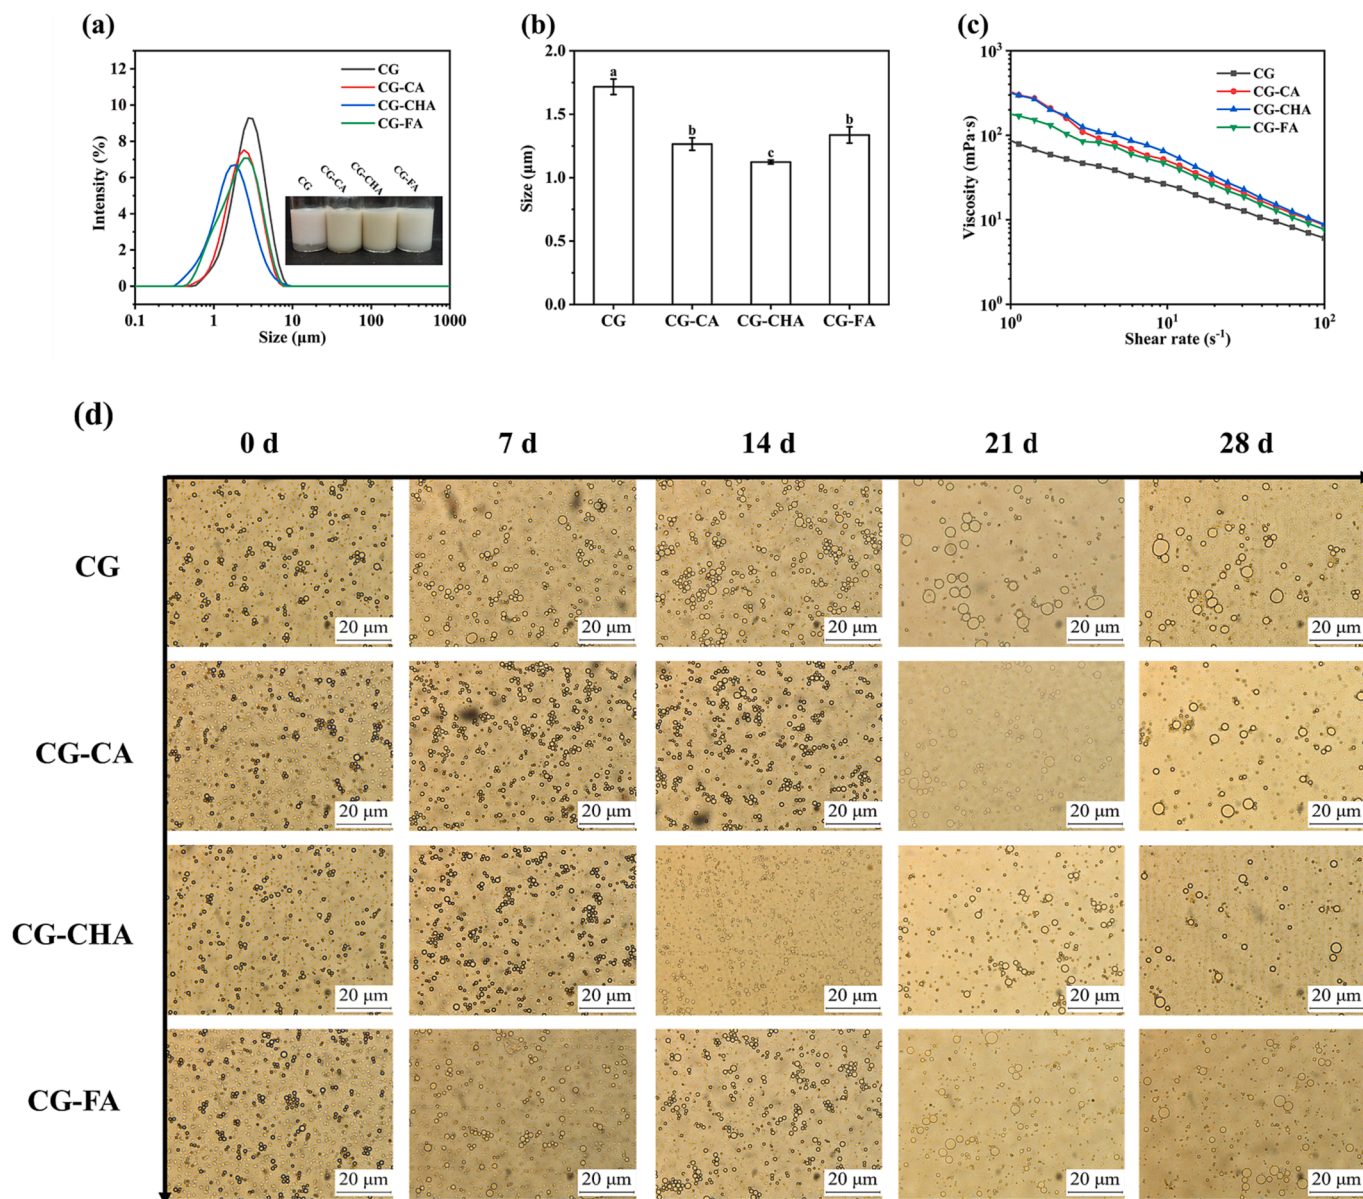 (a)
13
12
10
8
6
4
2
0
Intensity (%)
CG
CG-CA
CG-CHA
CG-FA
CG
CG-CA
CG-CHA
CG-FA
0.1
1
10
100
1000
Size (µm)
(b)
2.0
1.5
1.0
0.5
0.0
Size (µm)
a
b
c
b
CG
CG-CA
CG-CHA
CG-FA
(c)
10³
10²
10¹
10⁰
Viscosity (mPa·s)
CG
CG-CA
CG-CHA
CG-FA
10⁰
10¹
10²
Shear rate (s⁻¹)
(d)
0 d
7 d
14 d
21 d
28 d
CG
20 µm
20 µm
20 µm
20 µm
20 µm
CG-CA
20 µm
20 µm
20 µm
20 µm
20 µm
CG-CHA
20 µm
20 µm
20 µm
20 µm
20 µm
CG-FA
20 µm
20 µm
20 µm
20 µm
20 µm